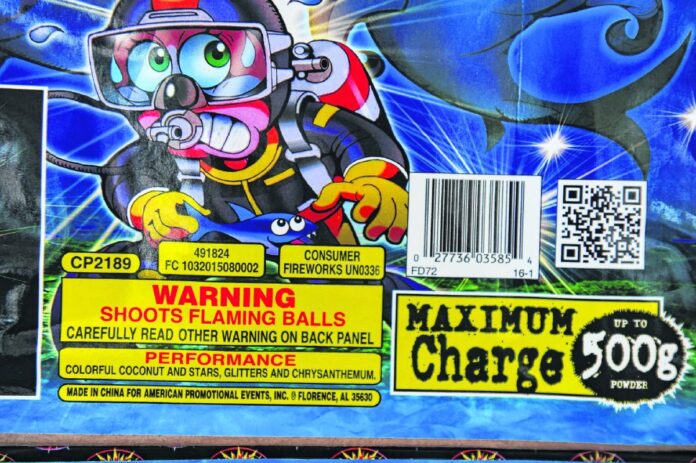 CP2189
491824
FC 1032015080002
CONSUMER
FIREWORKS UN0336
WARNING
SHOOTS FLAMING BALLS
CAREFULLY READ OTHER WARNING ON BACK PANEL
PERFORMANCE
COLORFUL COCONUT AND STARS, GLITTERS AND CHRYSANTHEMUM.
MADE IN CHINA FOR AMERICAN PROMOTIONAL EVENTS, INC. ® FLORENCE, AL 35630
0 27736 03585 4
FD72 16-1
MAXIMUM
Charge
UP TO
500g
POWDER